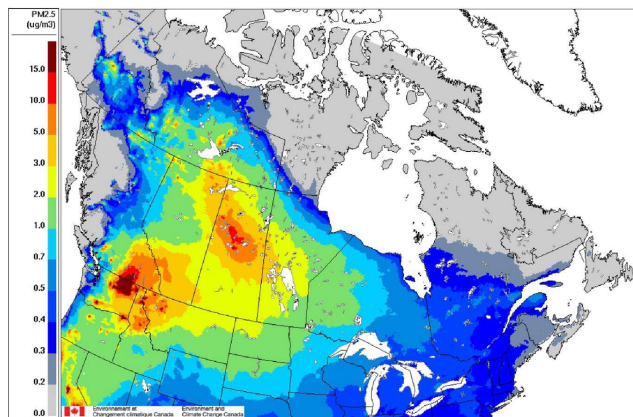 PM2.5
(ug/m3)
15.0
10.0
5.0
3.0
2.0
1.0
0.7
0.5
0.4
0.3
0.2
0.0
Environnement et
Changement climatique Canada
Environment and
Climate Change Canada